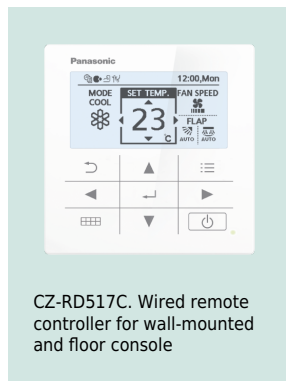 Panasonic
12:00,Mon
MODE
COOL
SET TEMP.
23
°C
FAN SPEED
FLAP
AUTO
AUTO
CZ-RD517C. Wired remote
controller for wall-mounted
and floor console